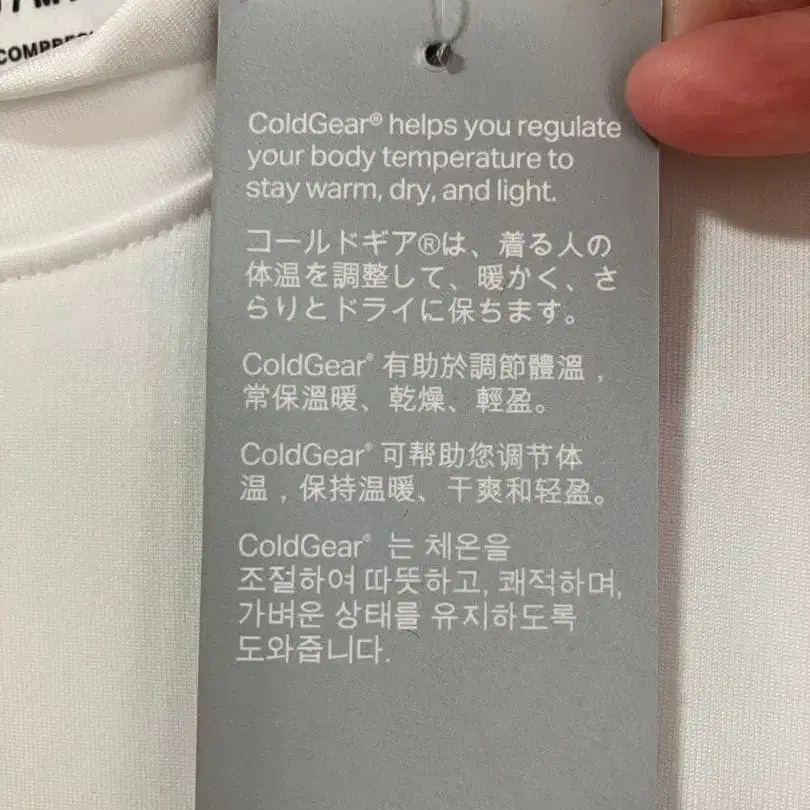 ColdGear® helps you regulate
your body temperature to
stay warm, dry, and light.
コールドギア®は、着る人の
体温を調整して、暖かく、さ
らりとドライに保ちます。
ColdGear® 有助於調節體溫，
常保溫暖、乾燥、輕盈。
ColdGear® 可帮助您调节体
温，保持温暖、干爽和轻盈。
ColdGear® 는 체온을
조절하여 따뜻하고, 쾌적하며,
가벼운 상태를 유지하도록
도와줍니다.